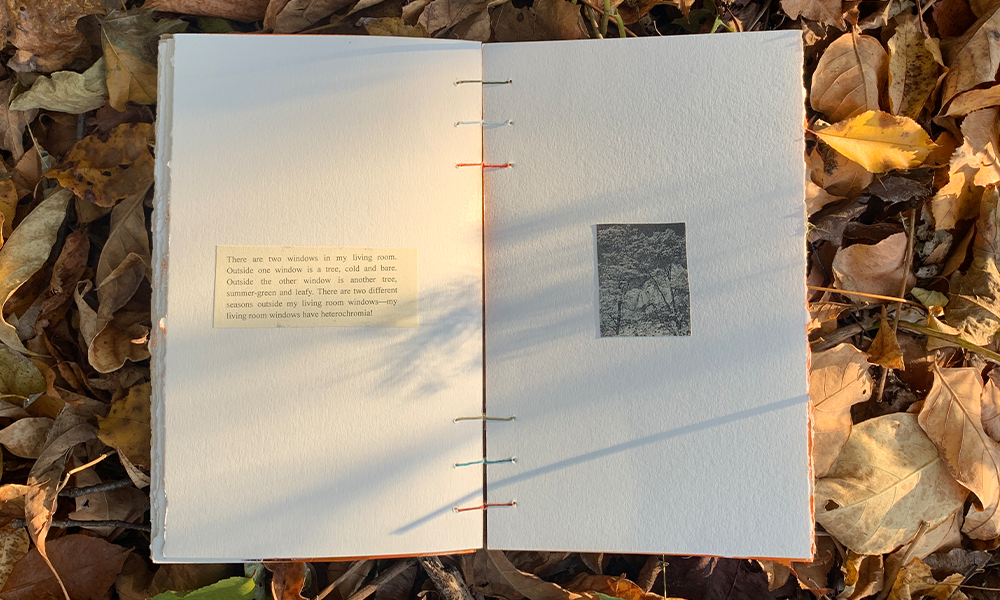 There are two windows in my living room.
Outside one window is a tree, cold and bare.
Outside the other window is another tree,
summer-green and leafy. There are two different
seasons outside my living room windows—my
living room windows have heterochromia!